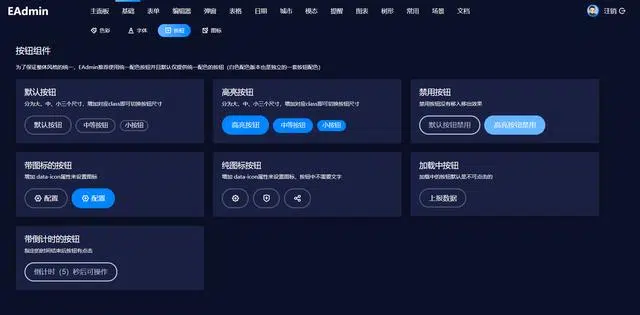 EAdmin 主面板 基础 表单 编辑器 弹窗 表格 日期 城市 模态 提醒 图表 树形 常用 场景 文档 注销
色彩 字体 按钮 图标
按钮组件
为了保证整体风格的统一，EAdmin推荐使用统一配色按钮并且默认仅提供统一配色的按钮（白色配色版本也是独立的一套按钮配色）
默认按钮
分为大、中、小三个尺寸，增加对应class即可切换按钮尺寸
默认按钮 中等按钮 小按钮
高亮按钮
分为大、中、小三个尺寸，增加对应class即可切换按钮尺寸
高亮按钮 中等按钮 小按钮
禁用按钮
禁用按钮没有移入移出效果
默认按钮禁用 高亮按钮禁用
带图标的按钮
增加 data-icon属性来设置图标
配置 配置
纯图标按钮
增加 data-icon属性来设置图标、按钮中不需要文字
加载中按钮
加载中的按钮默认是不可点击的
上报数据
带倒计时的按钮
指定的时间结束后按钮有点击
倒计时（5）秒后可操作